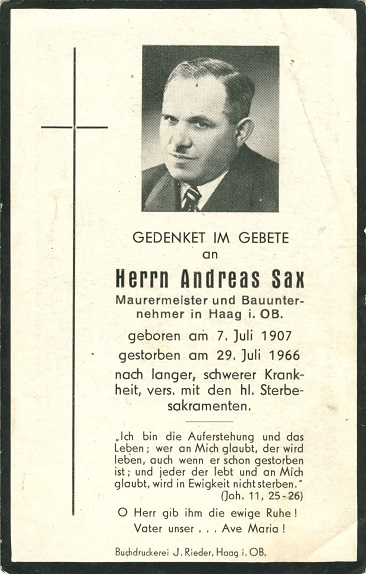 GEDENKET IM GEBETE
an
Herrn Andreas Sax
Maurermeister und Bauunter-
nehmer in Haag i. OB.
geboren am 7. Juli 1907
gestorben am 29. Juli 1966
nach langer, schwerer Krank-
heit, vers. mit den hl. Sterbe-
sakramenten.
„Ich bin die Auferstehung und das
Leben; wer an Mich glaubt, der wird
leben, auch wenn er schon gestorben
ist; und jeder der lebt und an Mich
glaubt, wird in Ewigkeit nicht sterben.“
(Joh. 11, 25-26)
O Herr gib ihm die ewige Ruhe!
Vater unser . . . Ave Maria!
Buchdruckerei J. Rieder, Haag i. OB.